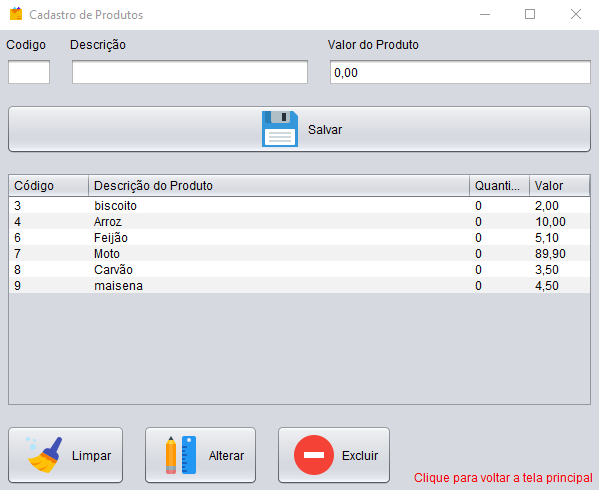 Cadastro de Produtos
Codigo Descrição Valor do Produto
0,00
Salvar
Código Descrição do Produto Quanti... Valor
3 biscoito 0 2,00
4 Arroz 0 10,00
6 Feijão 0 5,10
7 Moto 0 89,90
8 Carvão 0 3,50
9 maisena 0 4,50
Limpar Alterar Excluir
Clique para voltar a tela principal